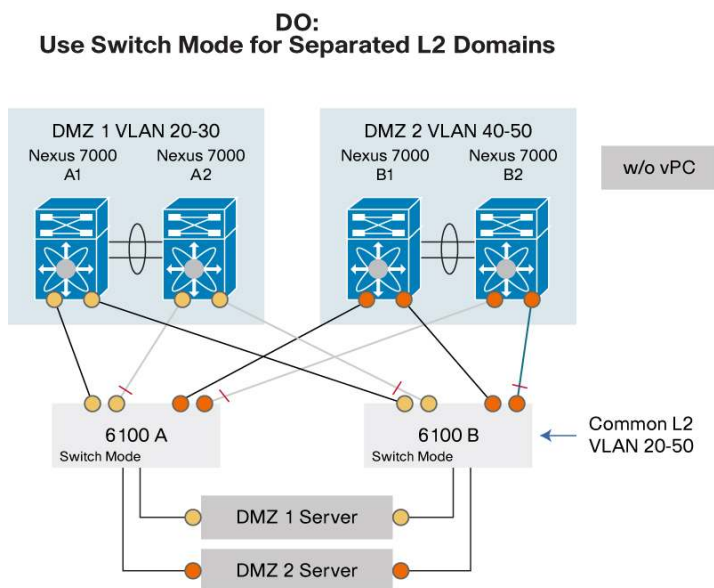 DO:
Use Switch Mode for Separated L2 Domains
DMZ 1 VLAN 20-30
Nexus 7000
A1
Nexus 7000
A2
DMZ 2 VLAN 40-50
Nexus 7000
B1
Nexus 7000
B2
w/o vPC
6100 A
Switch Mode
6100 B
Switch Mode
Common L2
VLAN 20-50
DMZ 1 Server
DMZ 2 Server